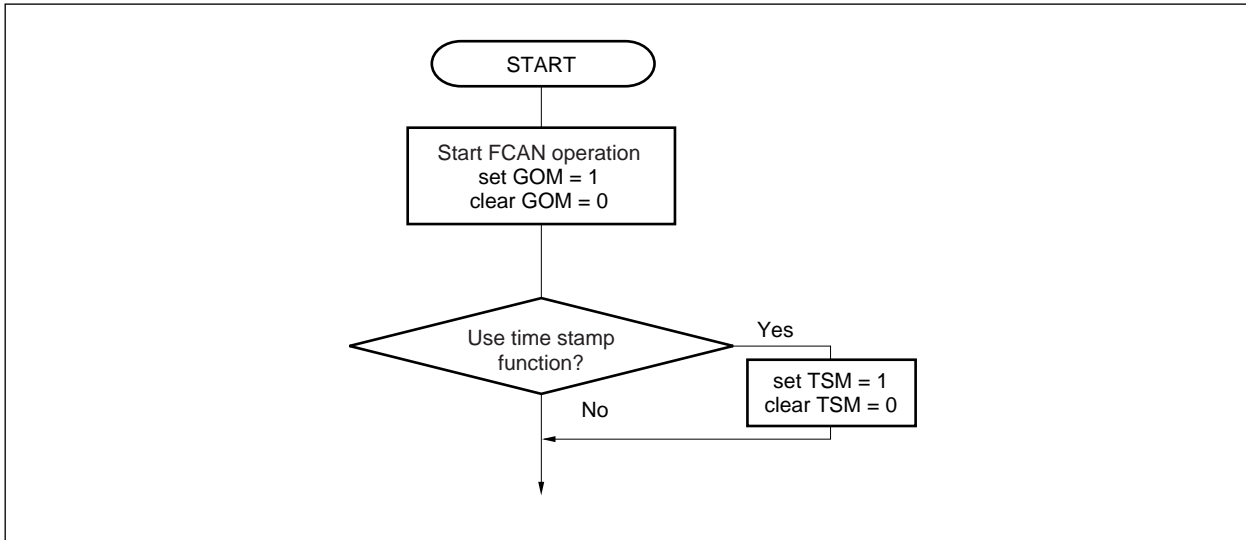 START
Start FCAN operation
set GOM = 1
clear GOM = 0
Use time stamp
function?
Yes
set TSM = 1
clear TSM = 0
No